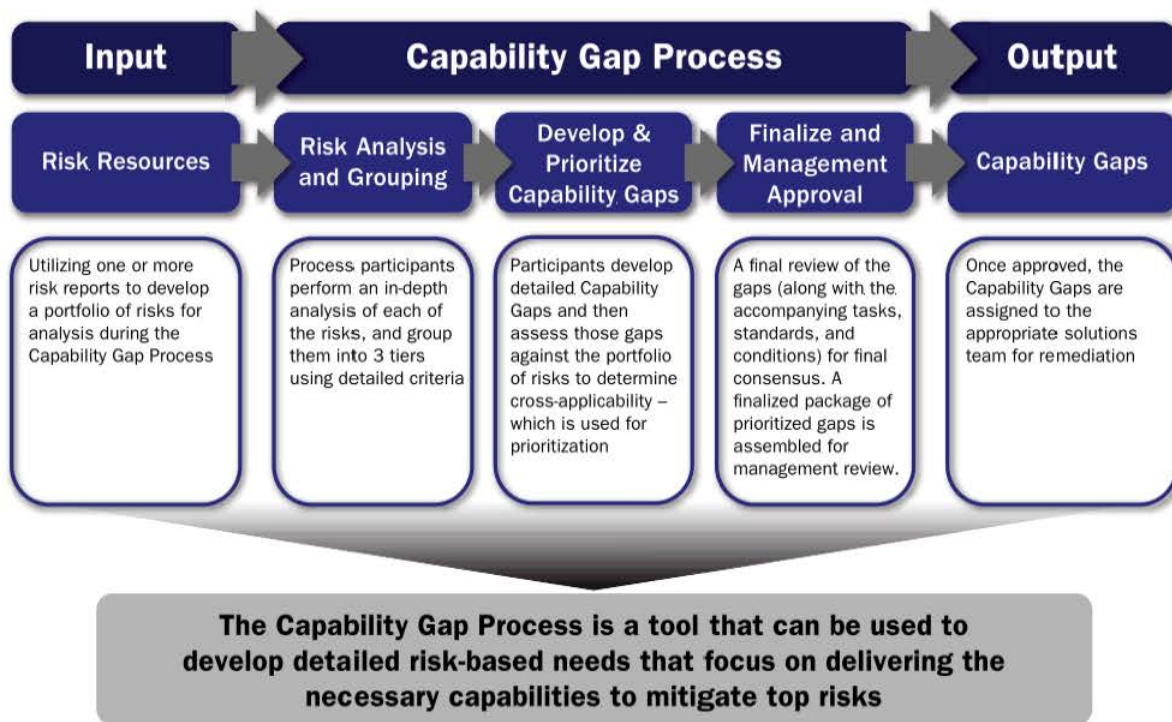 Input
Capability Gap Process
Output
Risk Resources
Risk Analysis
and Grouping
Develop &
Prioritize
Capability Gaps
Finalize and
Management
Approval
Capability Gaps
Utilizing one or more
risk reports to develop
a portfolio of risks for
analysis during the
Capability Gap Process
Process participants
perform an in-depth
analysis of each of
the risks, and group
them into 3 tiers
using detailed criteria
Participants develop
detailed Capability
Gaps and then
assess those gaps
against the portfolio
of risks to determine
cross-applicability –
which is used for
prioritization
A final review of the
gaps (along with the
accompanying tasks,
standards, and
conditions) for final
consensus. A
finalized package of
prioritized gaps is
assembled for
management review.
Once approved, the
Capability Gaps are
assigned to the
appropriate solutions
team for remediation
The Capability Gap Process is a tool that can be used to
develop detailed risk-based needs that focus on delivering the
necessary capabilities to mitigate top risks